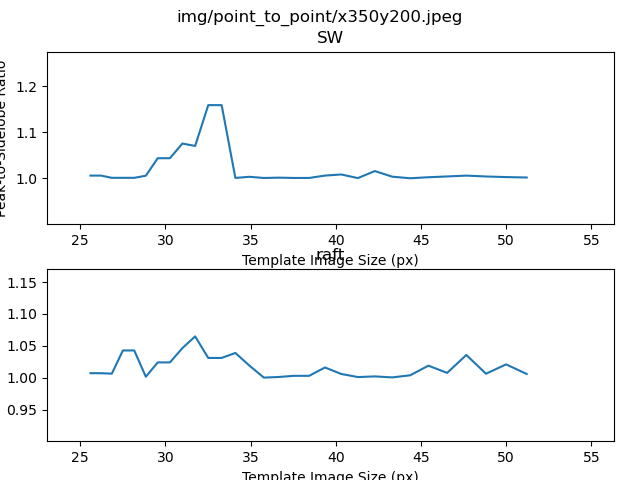 img/point_to_point/x350y200.jpeg
SW
Peak-to-Sidelobe Ratio
1.2
1.1
1.0
25 30 35 40 45 50 55
Template Image Size (px)
raft
1.15
1.10
1.05
1.00
0.95
25 30 35 40 45 50 55
Template Image Size (px)